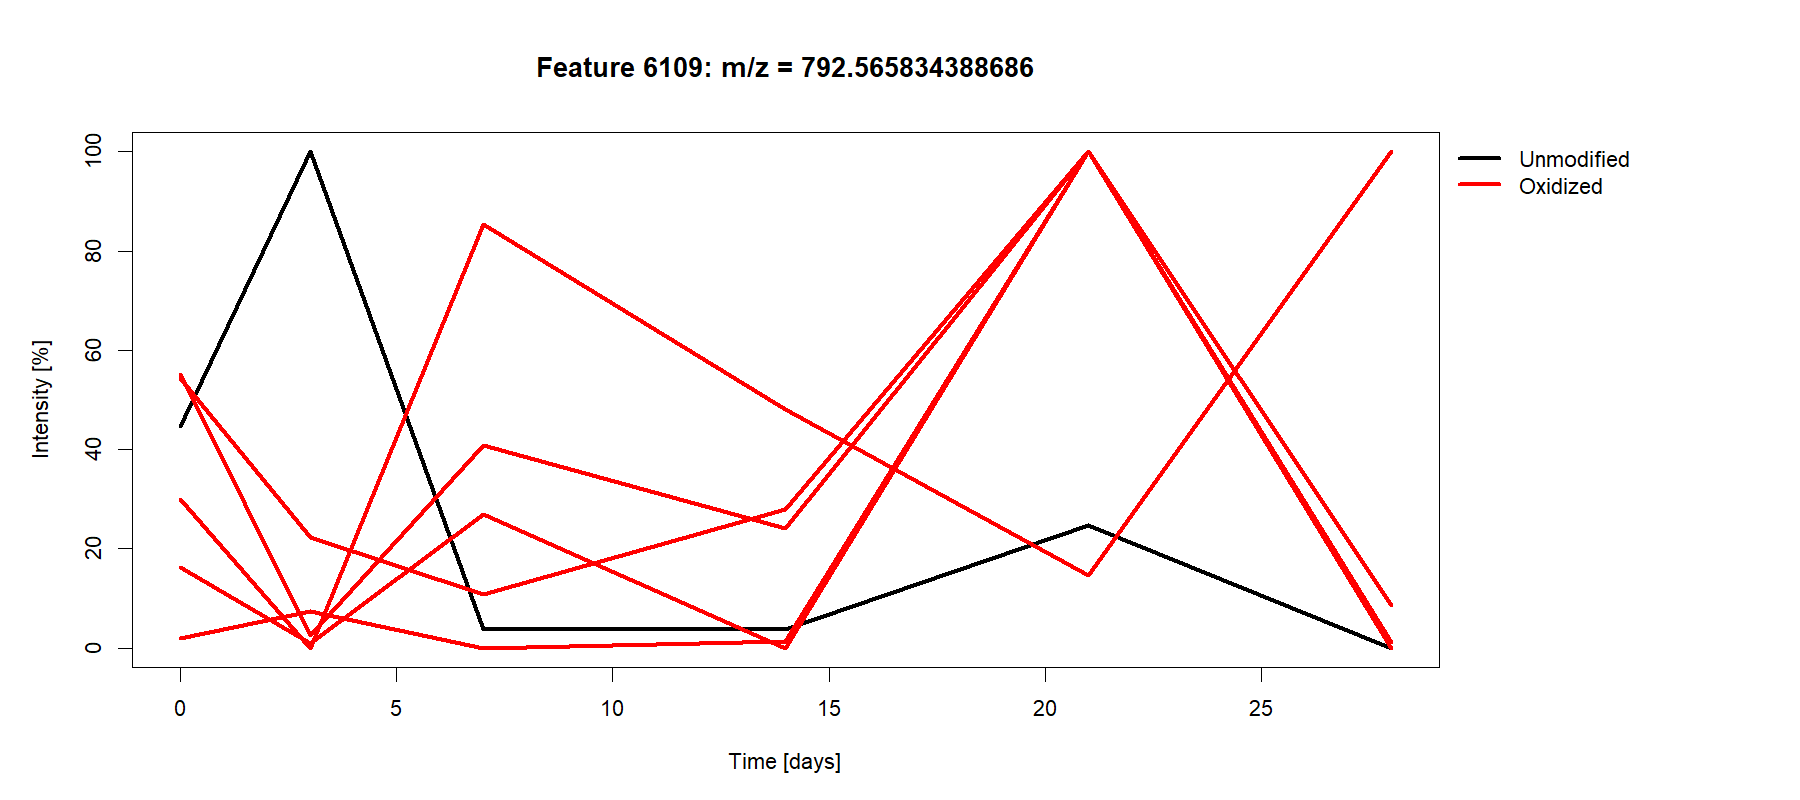 Feature 6109: m/z = 792.565834388686
Unmodified
Oxidized
Intensity [%]
100
80
60
40
20
0
0 5 10 15 20 25
Time [days]